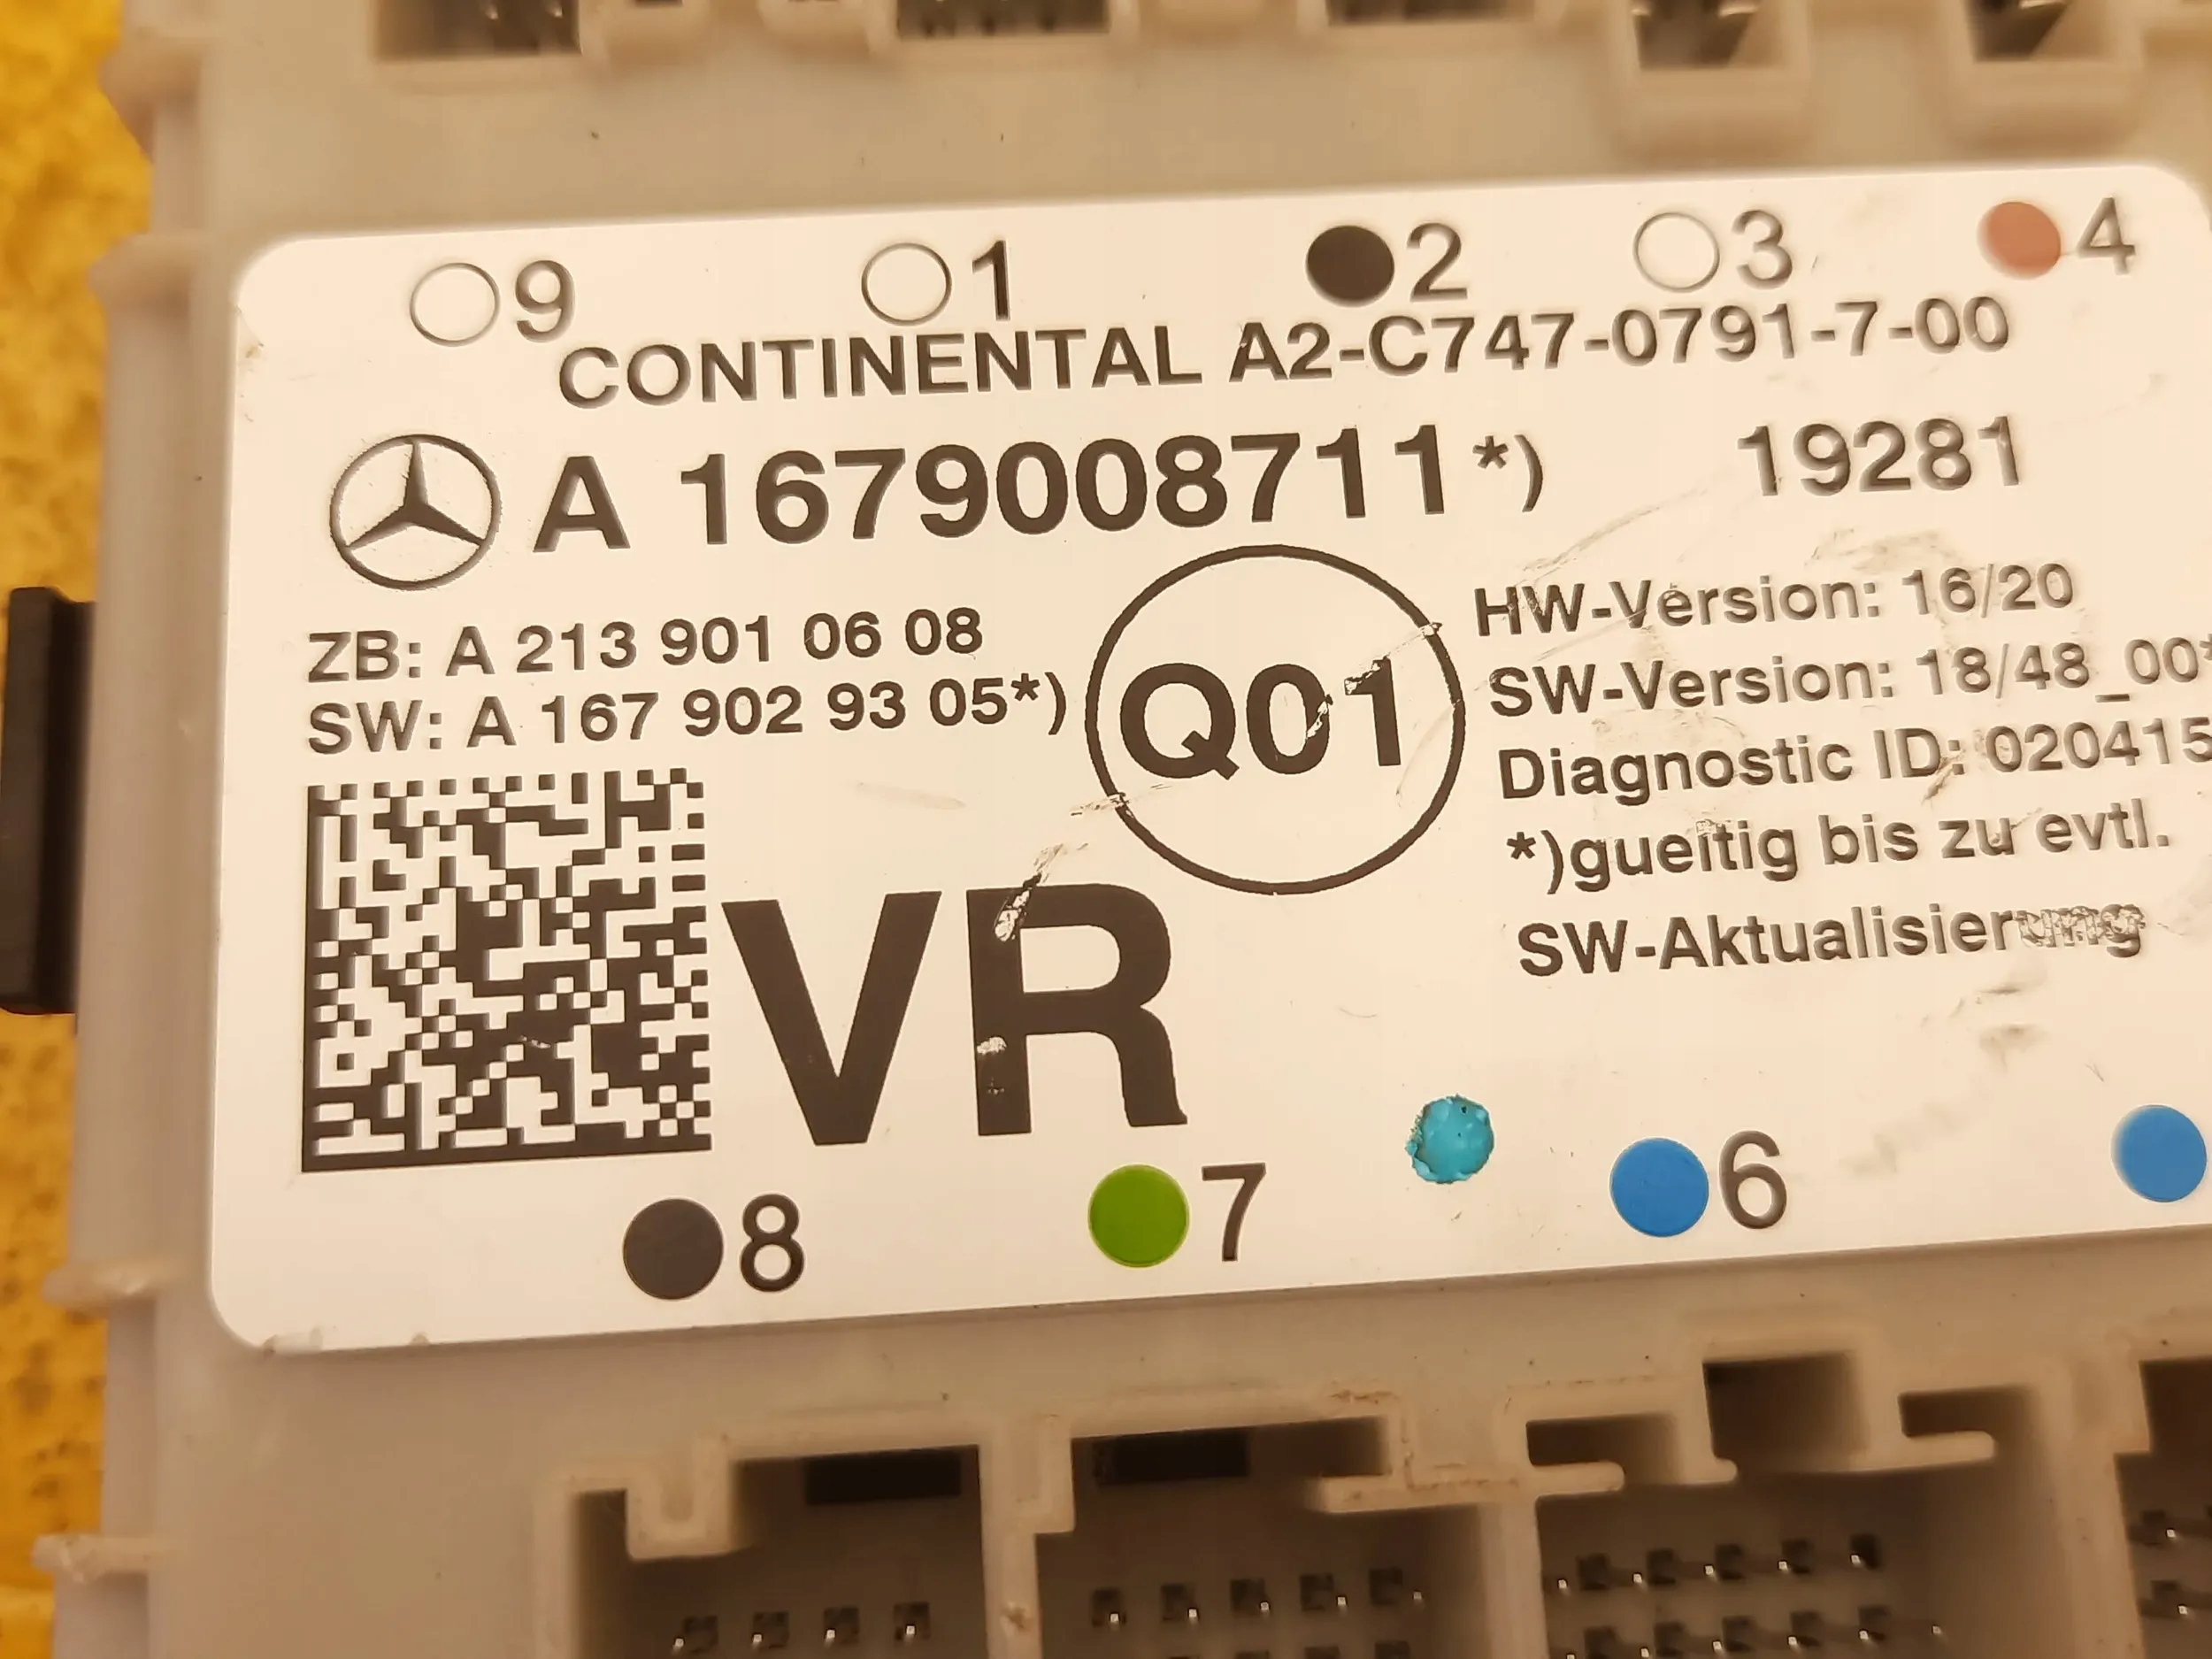 9 1 2 3 4
CONTINENTAL A2-C747-0791-7-00
A 1679008711*) 19281
ZB: A 213 901 06 08
SW: A 167 902 93 05*)
Q01
HW-Version: 16/20
SW-Version: 18/48_00*
Diagnostic ID: 020415
*)gueltig bis zu evtl.
SW-Aktualisierung
VR
8 7 6